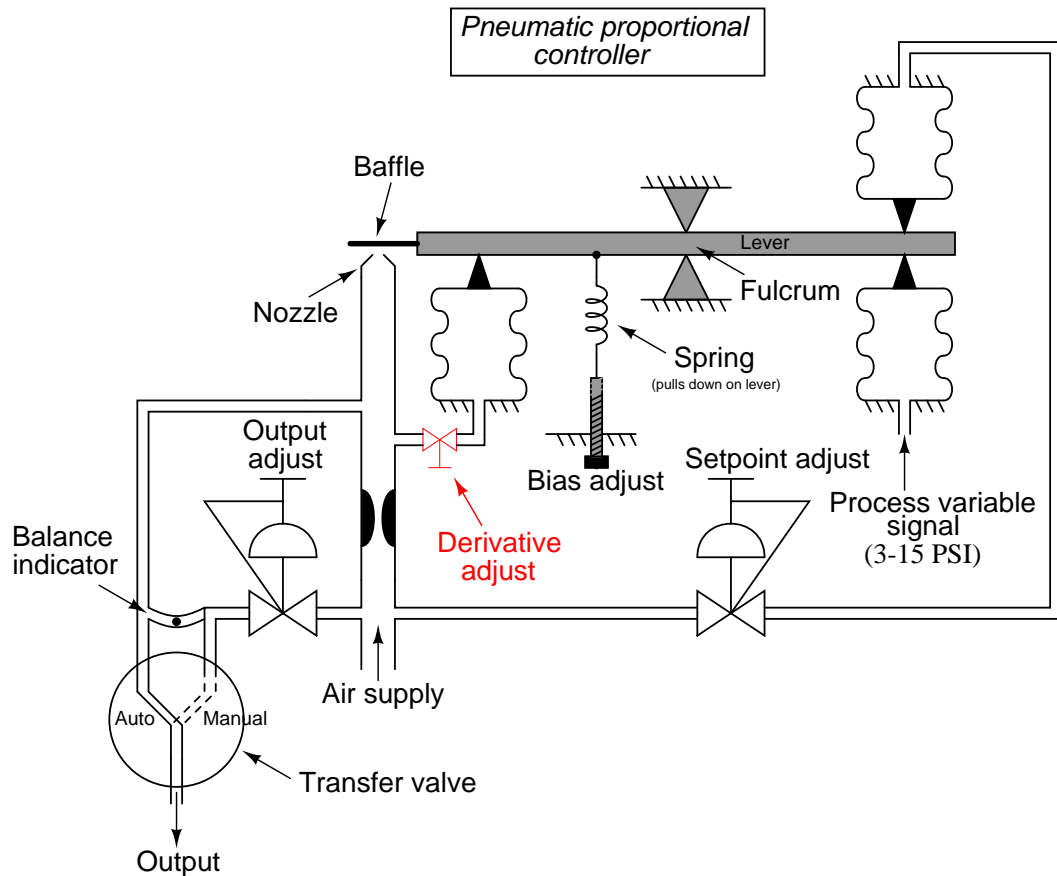 Pneumatic proportional
controller
Baffle
Lever
Nozzle
Fulcrum
Spring
(pulls down on lever)
Output
adjust
Bias adjust
Setpoint adjust
Process variable
signal
(3-15 PSI)
Derivative
adjust
Balance
indicator
Air supply
Auto
Manual
Transfer valve
Output